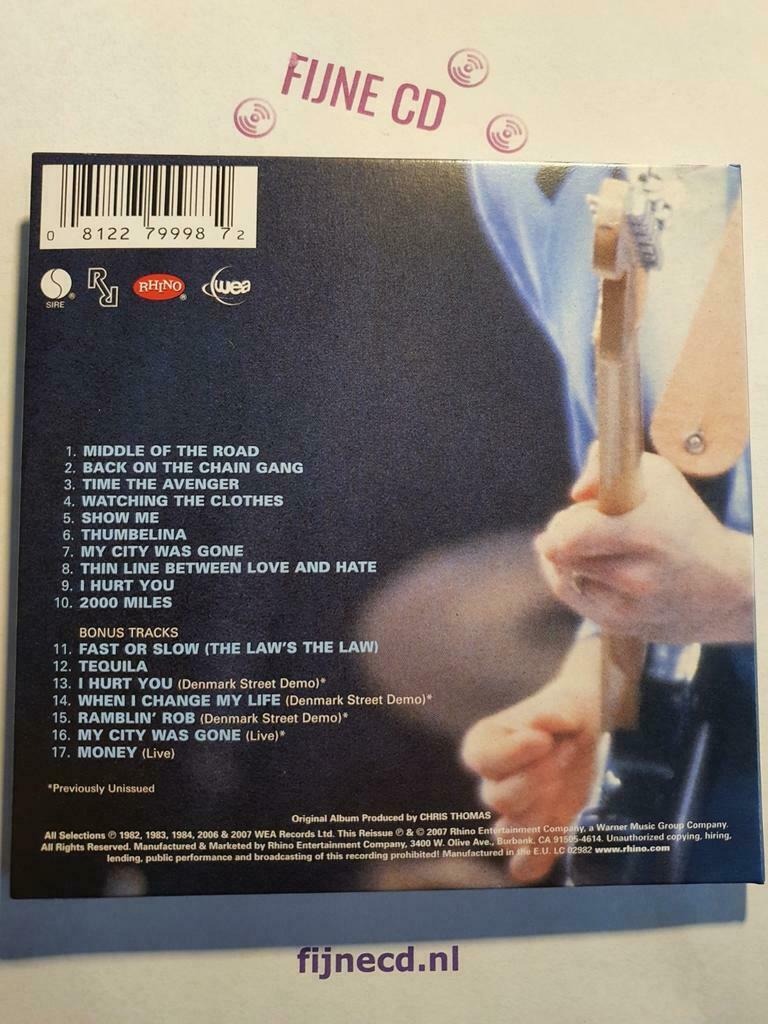 FIJNE CD
0 81227 99987 2
SIRE
RHINO
wea
1. MIDDLE OF THE ROAD
2. BACK ON THE CHAIN GANG
3. TIME THE AVENGER
4. WATCHING THE CLOTHES
5. SHOW ME
6. THUMBELINA
7. MY CITY WAS GONE
8. THIN LINE BETWEEN LOVE AND HATE
9. I HURT YOU
10. 2000 MILES
BONUS TRACKS
11. FAST OR SLOW (THE LAW'S THE LAW)
12. TEQUILA
13. I HURT YOU (Denmark Street Demo)*
14. WHEN I CHANGE MY LIFE (Denmark Street Demo)*
15. RAMBLIN' ROB (Denmark Street Demo)*
16. MY CITY WAS GONE (Live)*
17. MONEY (Live)
*Previously Unissued
Original Album Produced by CHRIS THOMAS
All Selections ℗ 1982, 1983, 1984, 2006 & 2007 WEA Records Ltd. This Reissue ℗ & © 2007 Rhino Entertainment Company, a Warner Music Group Company.
All Rights Reserved. Manufactured & Marketed by Rhino Entertainment Company, 3400 W. Olive Ave., Burbank, CA 91505-4614. Unauthorized copying, hiring,
lending, public performance and broadcasting of this recording prohibited! Manufactured in the E.U. LC 02982 www.rhino.com
fijnecd.nl